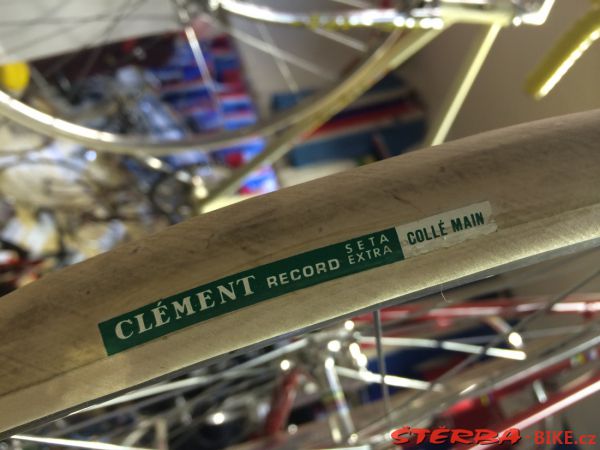 CLÉMENT RECORD SETA EXTRA COLLÉ MAIN
ŠTĚRBA-BIKE.cz